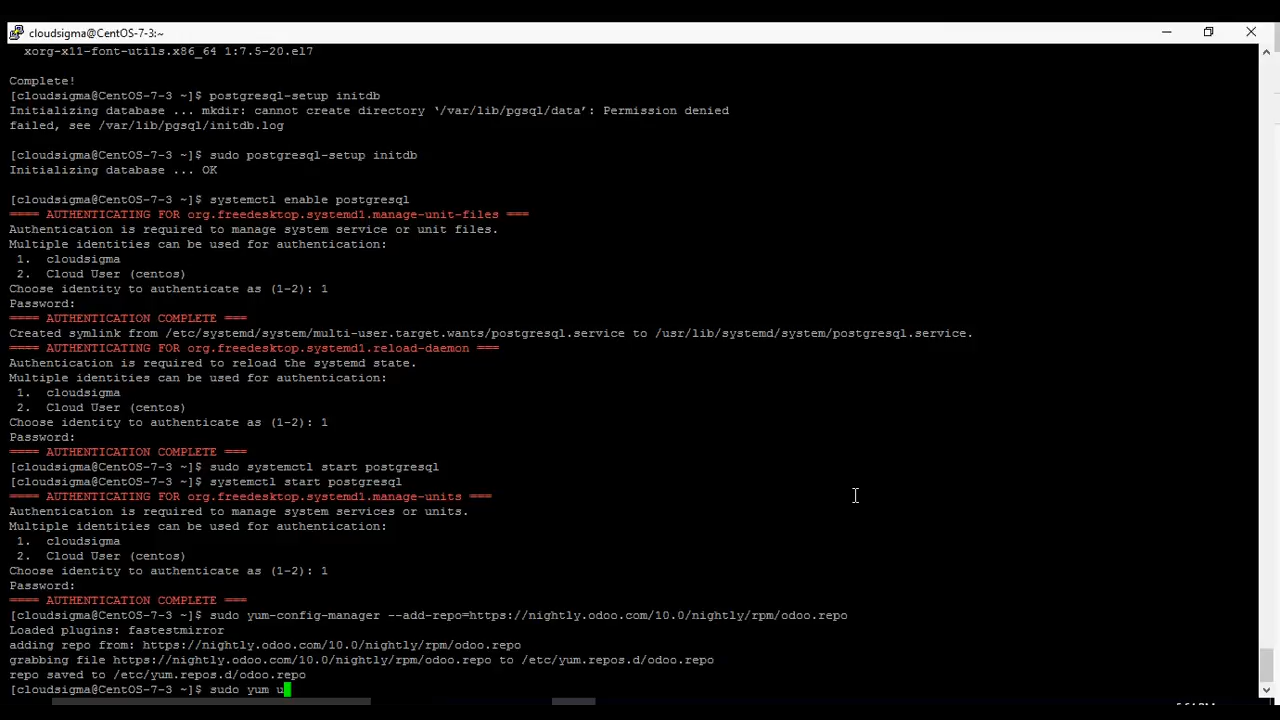 cloudsigma@CentOS-7-3:~
xorg-x11-font-utils.x86_64 1:7.5-20.el7
Complete!
[cloudsigma@CentOS-7-3 ~]$ postgresql-setup initdb
Initializing database ... mkdir: cannot create directory ‘/var/lib/pgsql/data’: Permission denied
failed, see /var/lib/pgsql/initdb.log
[cloudsigma@CentOS-7-3 ~]$ sudo postgresql-setup initdb
Initializing database ... OK
[cloudsigma@CentOS-7-3 ~]$ systemctl enable postgresql
==== AUTHENTICATING FOR org.freedesktop.systemd1.manage-unit-files ===
Authentication is required to manage system service or unit files.
Multiple identities can be used for authentication:
1. cloudsigma
2. Cloud User (centos)
Choose identity to authenticate as (1-2): 1
Password:
==== AUTHENTICATION COMPLETE ===
Created symlink from /etc/systemd/system/multi-user.target.wants/postgresql.service to /usr/lib/systemd/system/postgresql.service.
==== AUTHENTICATING FOR org.freedesktop.systemd1.reload-daemon ===
Authentication is required to reload the systemd state.
Multiple identities can be used for authentication:
1. cloudsigma
2. Cloud User (centos)
Choose identity to authenticate as (1-2): 1
Password:
==== AUTHENTICATION COMPLETE ===
[cloudsigma@CentOS-7-3 ~]$ sudo systemctl start postgresql
[cloudsigma@CentOS-7-3 ~]$ systemctl start postgresql
==== AUTHENTICATING FOR org.freedesktop.systemd1.manage-units ===
Authentication is required to manage system services or units.
Multiple identities can be used for authentication:
1. cloudsigma
2. Cloud User (centos)
Choose identity to authenticate as (1-2): 1
Password:
==== AUTHENTICATION COMPLETE ===
[cloudsigma@CentOS-7-3 ~]$ sudo yum-config-manager --add-repo=https://nightly.odoo.com/10.0/nightly/rpm/odoo.repo
Loaded plugins: fastestmirror
adding repo from: https://nightly.odoo.com/10.0/nightly/rpm/odoo.repo
grabbing file https://nightly.odoo.com/10.0/nightly/rpm/odoo.repo to /etc/yum.repos.d/odoo.repo
repo saved to /etc/yum.repos.d/odoo.repo
[cloudsigma@CentOS-7-3 ~]$ sudo yum u